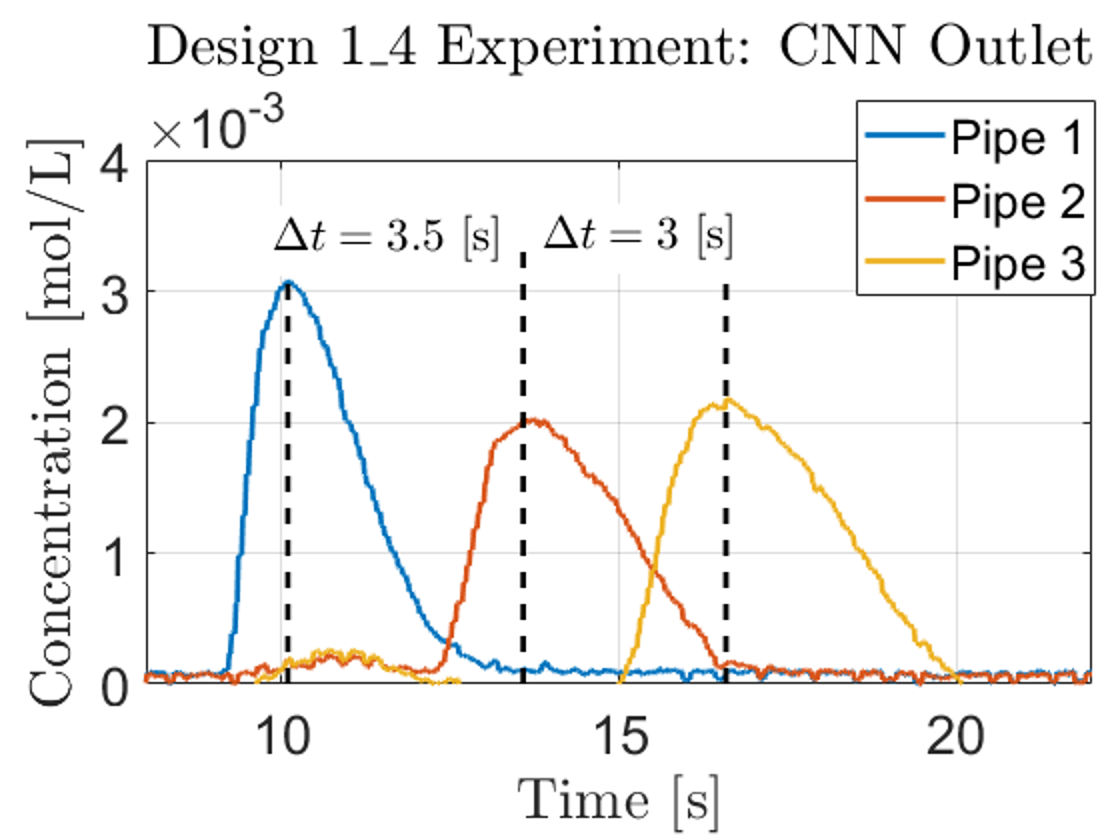 Design 1_4 Experiment: CNN Outlet
×10-3
Pipe 1
Pipe 2
Pipe 3
Δt = 3.5 [s]
Δt = 3 [s]
4
3
2
1
0
Concentration [mol/L]
10
15
20
Time [s]